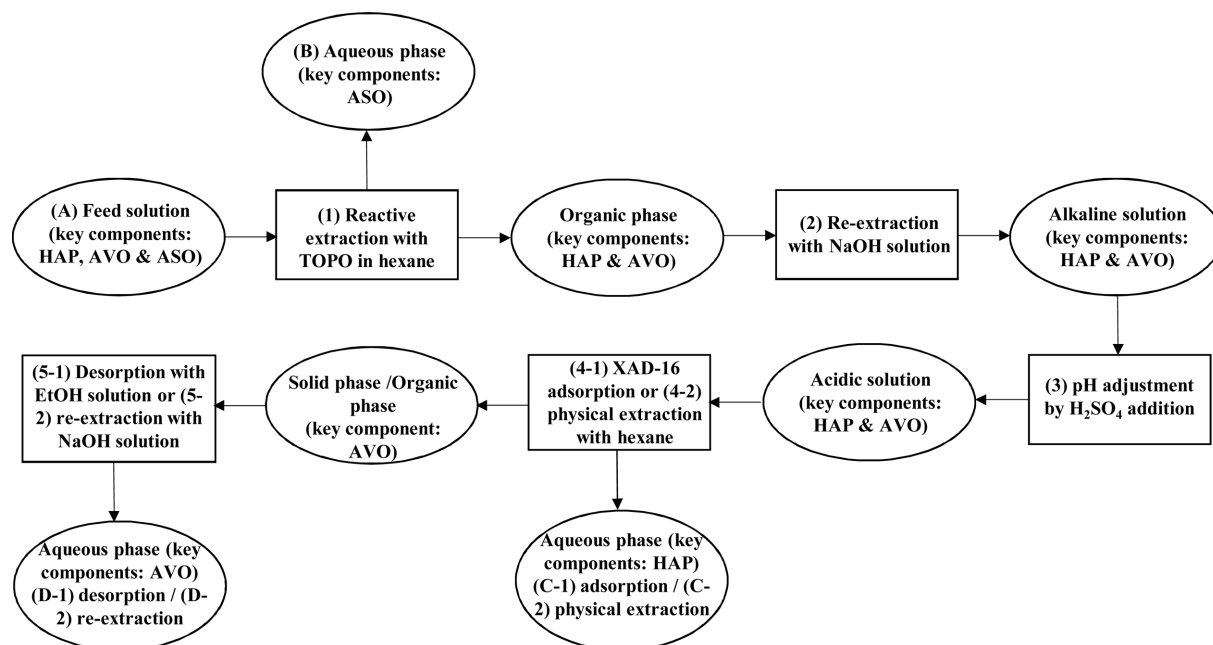 (B) Aqueous phase
(key components:
ASO)
(A) Feed solution
(key components:
HAP, AVO & ASO)
(1) Reactive
extraction with
TOPO in hexane
Organic phase
(key components:
HAP & AVO)
(2) Re-extraction
with NaOH solution
Alkaline solution
(key components:
HAP & AVO)
(3) pH adjustment
by H₂SO₄ addition
Acidic solution
(key components:
HAP & AVO)
(4-1) XAD-16
adsorption or (4-2)
physical extraction
with hexane
Solid phase /Organic
phase
(key component:
AVO)
(5-1) Desorption with
EtOH solution or (5-
2) re-extraction with
NaOH solution
Aqueous phase (key
components: AVO)
(D-1) desorption / (D-
2) re-extraction
Aqueous phase (key
components: HAP)
(C-1) adsorption / (C-
2) physical extraction